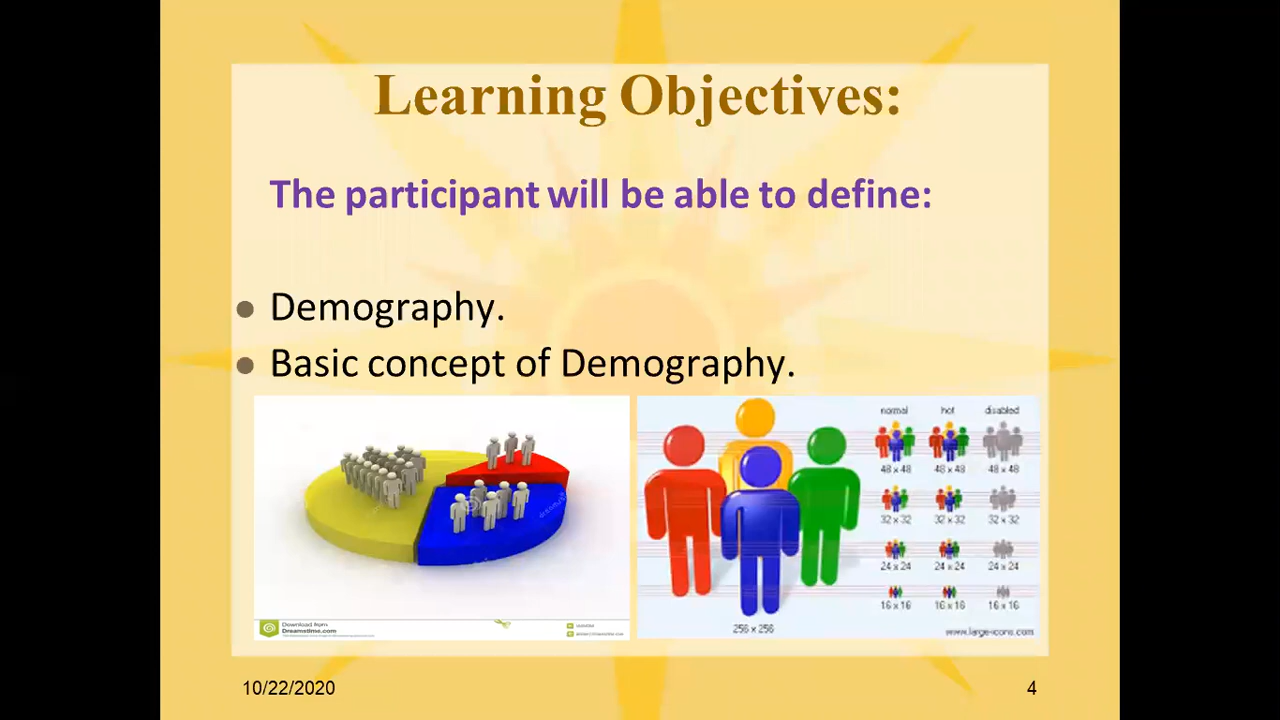 Learning Objectives:
The participant will be able to define:
Demography.
Basic concept of Demography.
Download from
Dreamstime.com
normal hot disabled
48 x 48 48 x 48 48 x 48
32 x 32 32 x 32 32 x 32
24 x 24 24 x 24 24 x 24
16 x 16 16 x 16 16 x 16
256 x 256
www.large-icons.com
10/22/2020
4